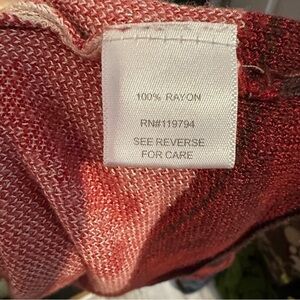 100% RAYON
RN#119794
SEE REVERSE
FOR CARE